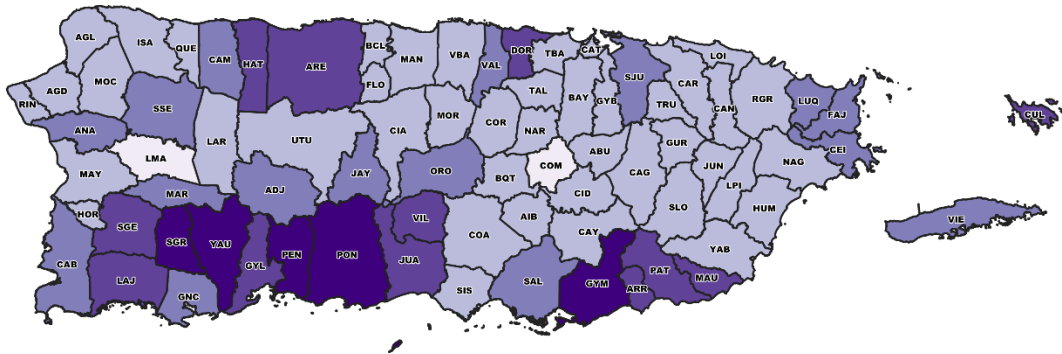 AGL
ISA
QUE
CAM
HAT
ARE
BCL
MAN
VBA
VAL
DOR
TBA
CAT
SJU
LOI
CAR
MOC
FLO
TAL
BAY
GYB
TRU
CAN
RGR
LUQ
FAJ
CUL
RIN
AGD
SSE
ANA
LAR
UTU
CIA
MOR
COR
NAR
ABU
GUR
CEI
MAY
LMA
MAR
ADJ
JAY
ORO
BQT
COM
CID
CAG
JUN
LPI
NAG
HOR
SGE
SGR
YAU
GYL
PEN
PON
VIL
JUA
COA
AIB
CAY
SLO
HUM
YAB
VIE
CAB
LAJ
GNC
SIS
SAL
GYM
ARR
PAT
MAU